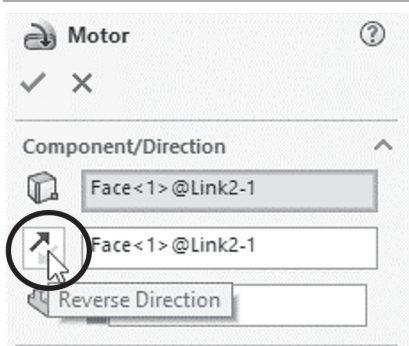 Motor
?
Component/Direction
Face<1>@Link2-1
Face<1>@Link2-1
Reverse Direction